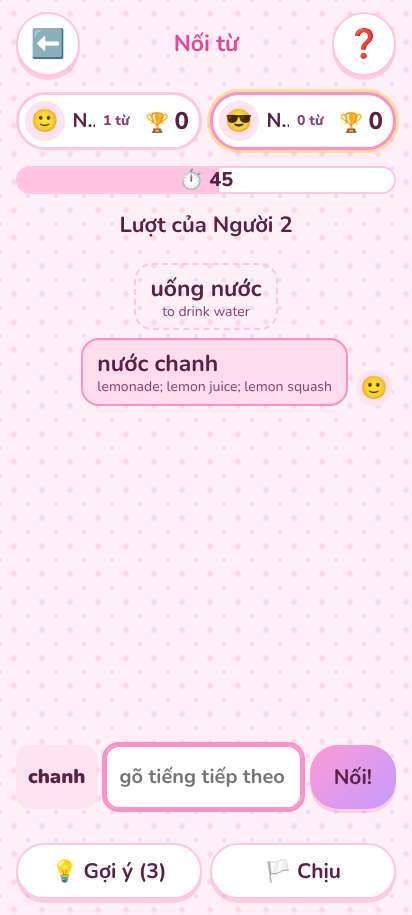 Nối từ
N.. 1 từ 0
N.. 0 từ 0
45
Lượt của Người 2
uống nước
to drink water
nước chanh
lemonade; lemon juice; lemon squash
chanh
gõ tiếng tiếp theo
Nối!
Gợi ý (3)
Chịu